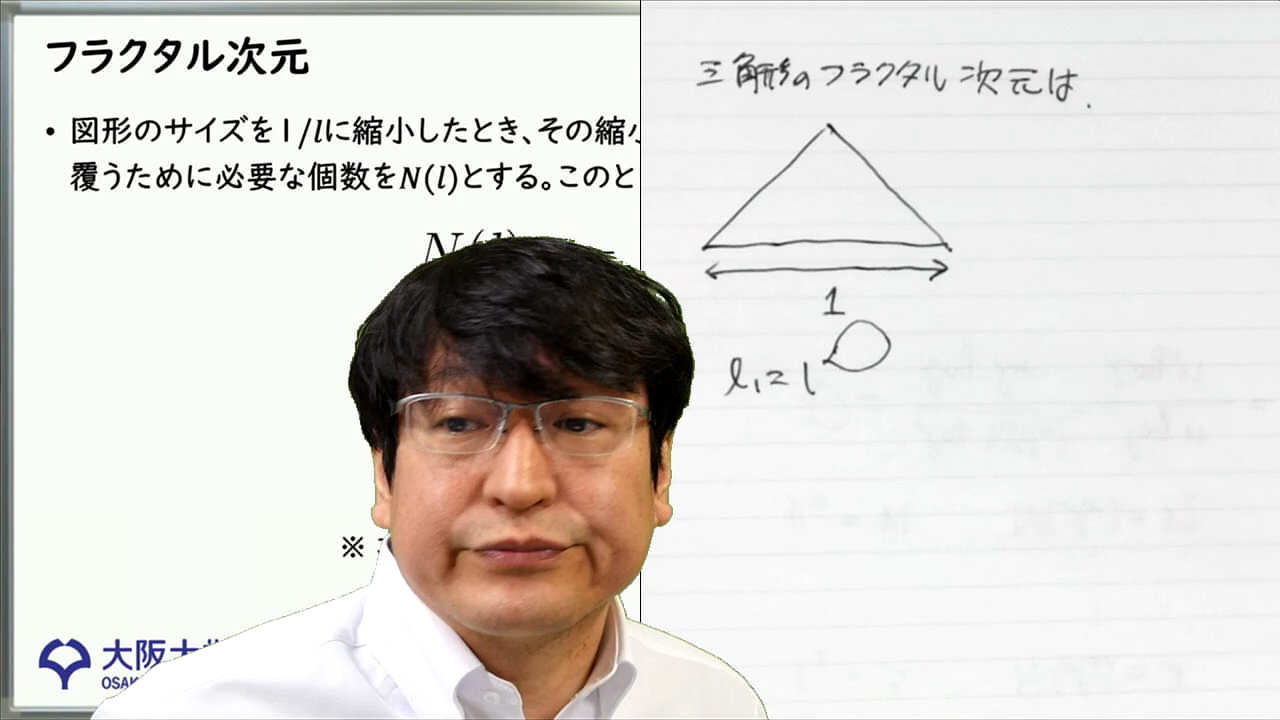 フラクタル次元
• 図形のサイズを1/lに縮小したとき、その縮小
覆うために必要な個数をN(l)とする。このと
N(l)
※
大阪大
OSAK
三角形のフラクタル次元は、
1
l₁=1